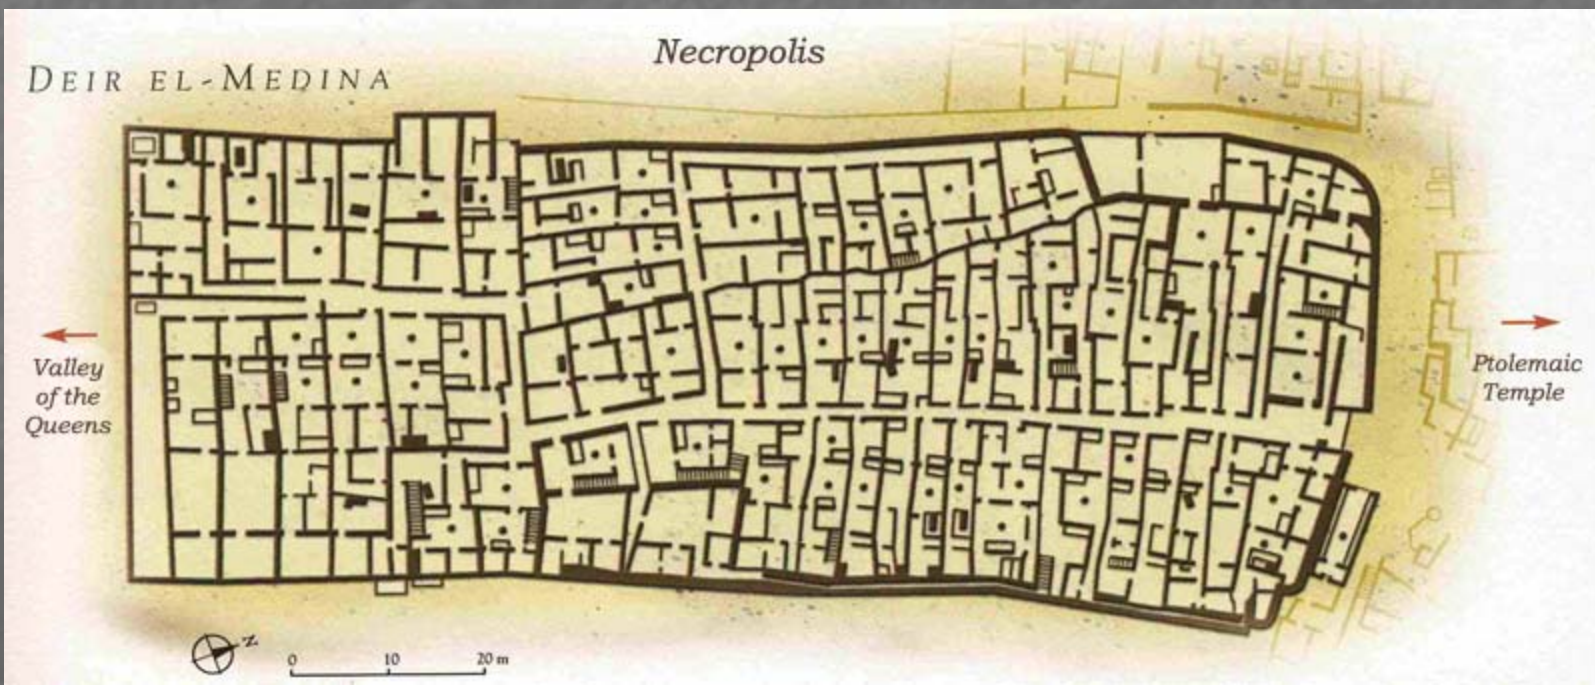 Necropolis
DEIR EL-MEDINA
Valley
of the
Queens
Ptolemaic
Temple
N
0 10 20 m